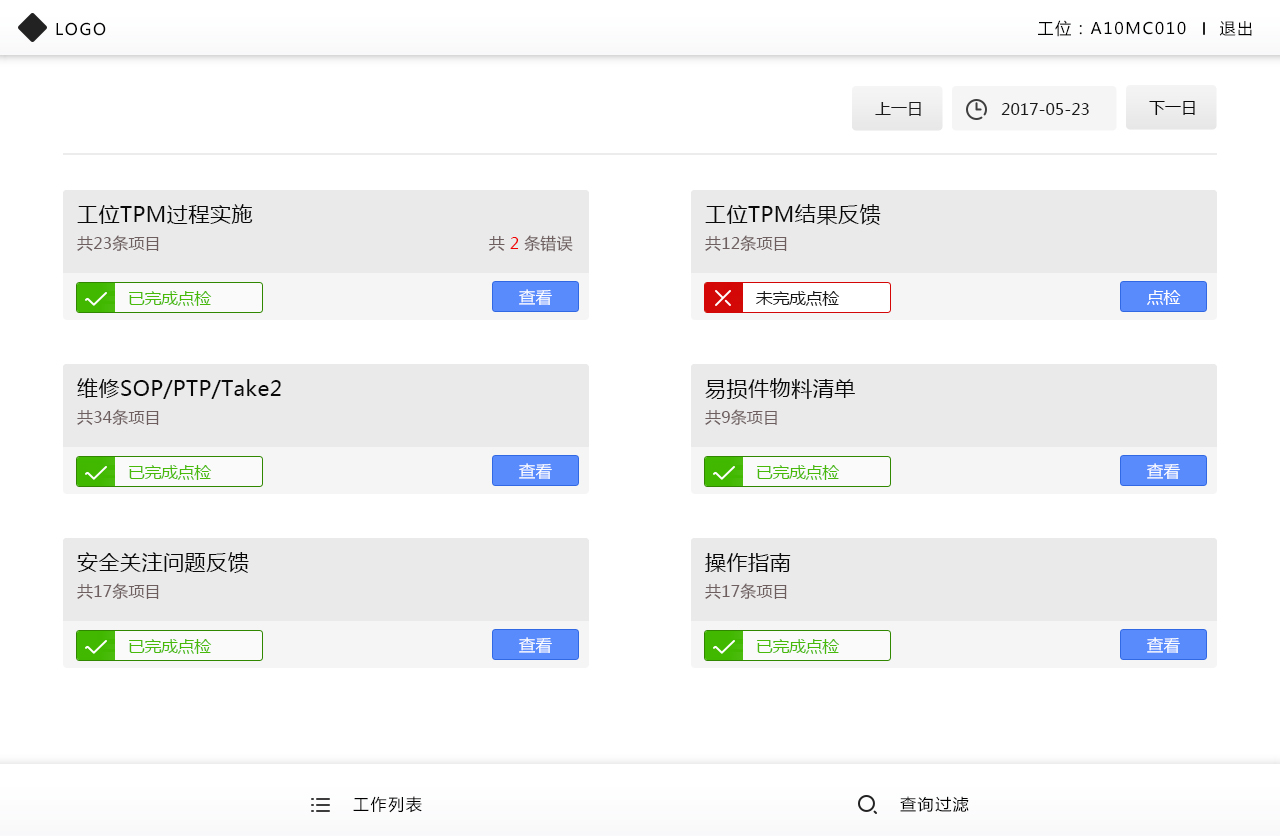 LOGO
工位：A10MC010 | 退出
上一日 2017-05-23 下一日
工位TPM过程实施
共23条项目 共 2 条错误
已完成点检 查看
工位TPM结果反馈
共12条项目
未完成点检 点检
维修SOP/PTP/Take2
共34条项目
已完成点检 查看
易损件物料清单
共9条项目
已完成点检 查看
安全关注问题反馈
共17条项目
已完成点检 查看
操作指南
共17条项目
已完成点检 查看
工作列表 查询过滤